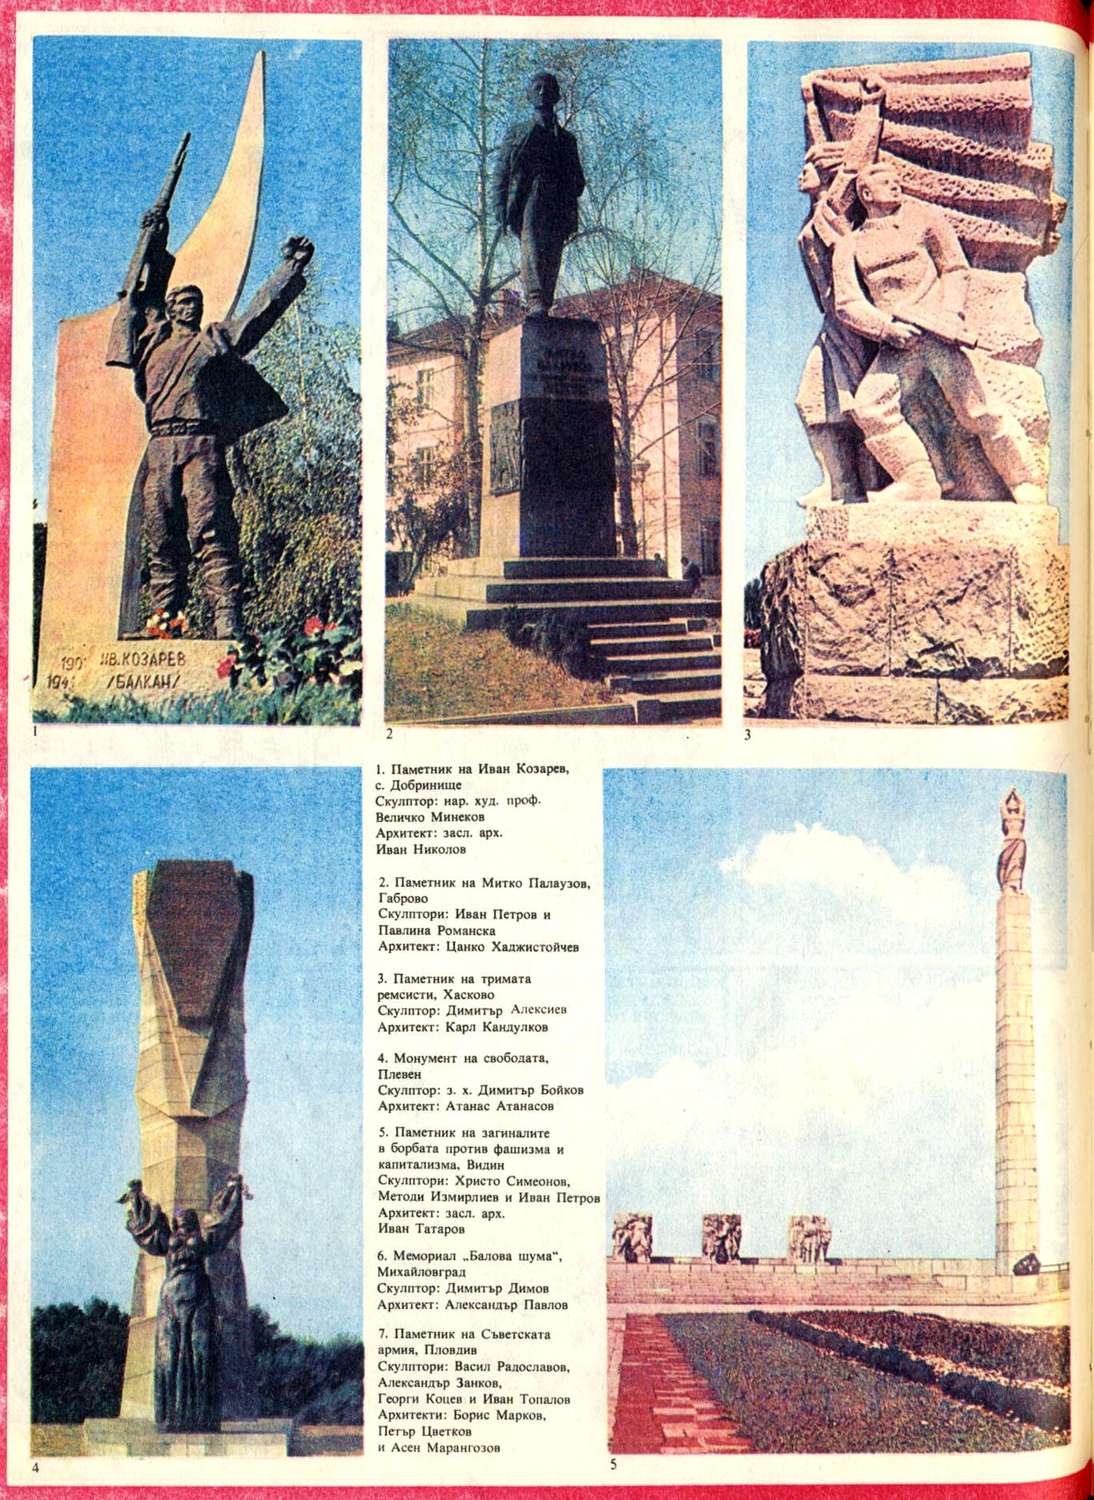 190
ИВ.КОЗАРЕВ
194
/БАЛКАН/
1
2
3
1. Паметник на Иван Козарев,
с. Добринище
Скулптор: нар. худ. проф.
Величко Минеков
Архитект: засл. арх.
Иван Николов
2. Паметник на Митко Палаузов,
Габрово
Скулптори: Иван Петров и
Павлина Романска
Архитект: Цанко Хаджистойчев
3. Паметник на тримата
ремсисти, Хасково
Скулптор: Димитър Алексиев
Архитект: Карл Кандулков
4. Монумент на свободата,
Плевен
Скулптор: з. х. Димитър Бойков
Архитект: Атанас Атанасов
5. Паметник на загиналите
в борбата против фашизма и
капитализма, Видин
Скулптори: Христо Симеонов,
Методи Измирлиев и Иван Петров
Архитект: засл. арх.
Иван Татаров
6. Мемориал „Балова шума“,
Михайловград
Скулптор: Димитър Димов
Архитект: Александър Павлов
7. Паметник на Съветската
армия, Пловдив
Скулптори: Васил Радославов,
Александър Занков,
Георги Коцев и Иван Топалов
Архитекти: Борис Марков,
Петър Цветков
и Асен Марангозов
4
5